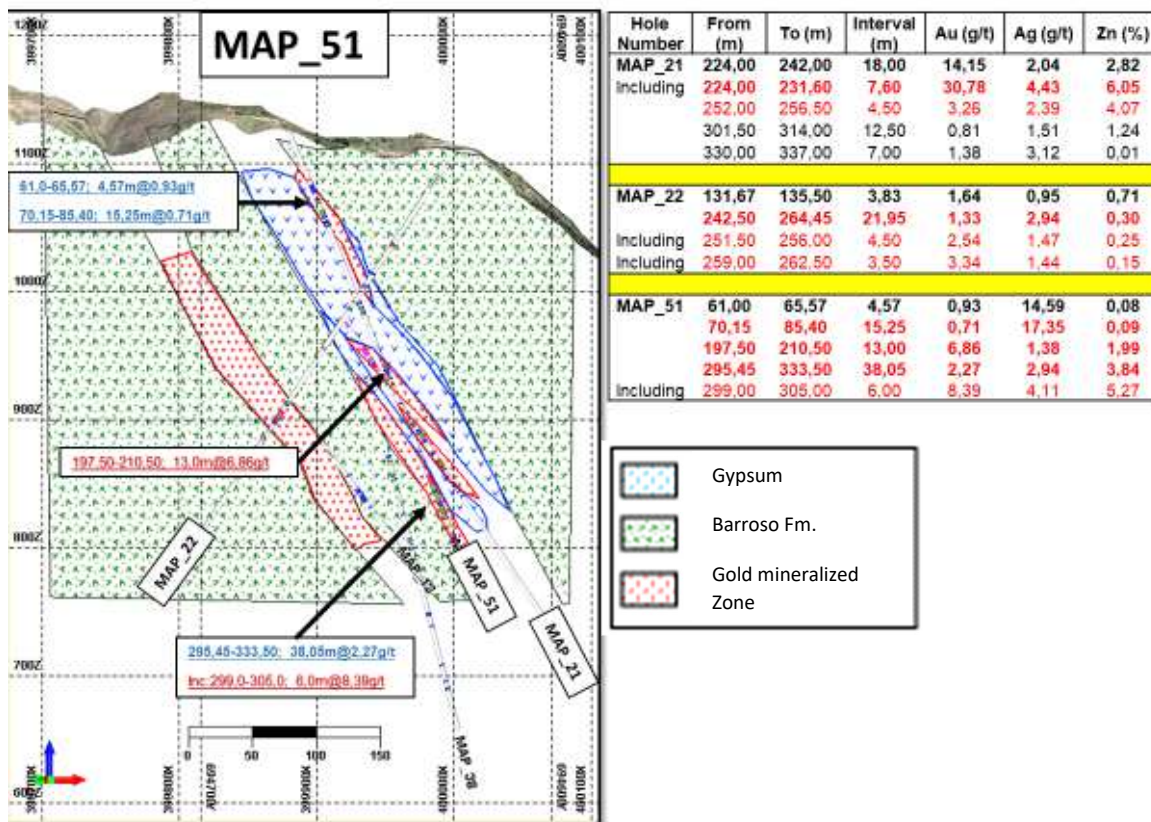 MAP_51
1200Z
1100Z
1000Z
900Z
800Z
700Z
600Z
61,0-65,57; 4,57m@0,93g/t
70,15-85,40; 15,25m@0,71g/t
197,50-210,50; 13,0m@6,86g/t
295,45-333,50; 38,05m@2,27g/t
Inc:299,0-305,0; 6,0m@8,39g/t
MAP_22
MAP_51
MAP_21
MAP_38
0 50 100 150
Hole Number From (m) To (m) Interval (m) Au (g/t) Ag (g/t) Zn (%)
MAP_21 224,00 242,00 18,00 14,15 2,04 2,82
Including 224,00 231,60 7,60 30,78 4,43 6,05
252,00 256,50 4,50 3,26 2,39 4,07
301,50 314,00 12,50 0,81 1,51 1,24
330,00 337,00 7,00 1,38 3,12 0,01
MAP_22 131,67 135,50 3,83 1,64 0,95 0,71
242,50 264,45 21,95 1,33 2,94 0,30
Including 251,50 256,00 4,50 2,54 1,47 0,25
Including 259,00 262,50 3,50 3,34 1,44 0,15
MAP_51 61,00 65,57 4,57 0,93 14,59 0,08
70,15 85,40 15,25 0,71 17,35 0,09
197,50 210,50 13,00 6,86 1,38 1,99
295,45 333,50 38,05 2,27 2,94 3,84
Including 299,00 305,00 6,00 8,39 4,11 5,27
Gypsum
Barroso Fm.
Gold mineralized
Zone